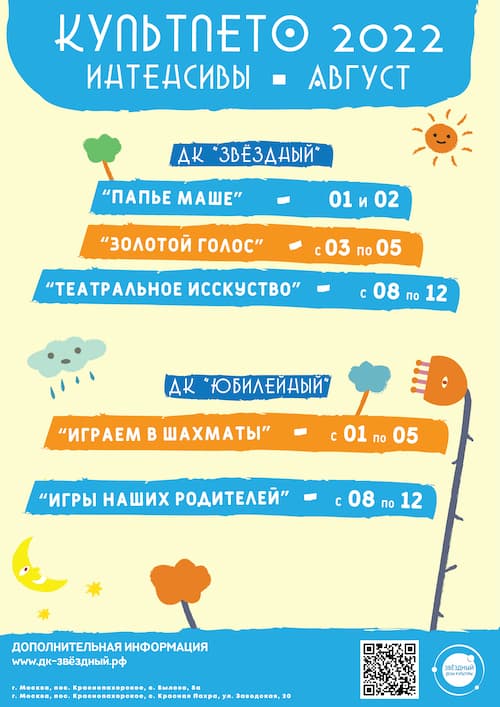 КУЛЬТЛЕТО 2022
ИНТЕНСИВЫ - АВГУСТ
ДК "ЗВЁЗДНЫЙ"
"ПАПЬЕ МАШЕ" - 01 и 02
"ЗОЛОТОЙ ГОЛОС" - с 03 по 05
"ТЕАТРАЛЬНОЕ ИССКУСТВО" - с 08 по 12
ДК "ЮБИЛЕЙНЫЙ"
"ИГРАЕМ В ШАХМАТЫ" - с 01 по 05
"ИГРЫ НАШИХ РОДИТЕЛЕЙ" - с 08 по 12
ДОПОЛНИТЕЛЬНАЯ ИНФОРМАЦИЯ
www.дк-звёздный.рф
г. Москва, пос. Краснопахорское, с. Былово, 8а
г. Москва, пос. Краснопахорское, с. Красная Пахра, ул. Заводская, 20
ЗВЁЗДНЫЙ
ДОМ КУЛЬТУРЫ